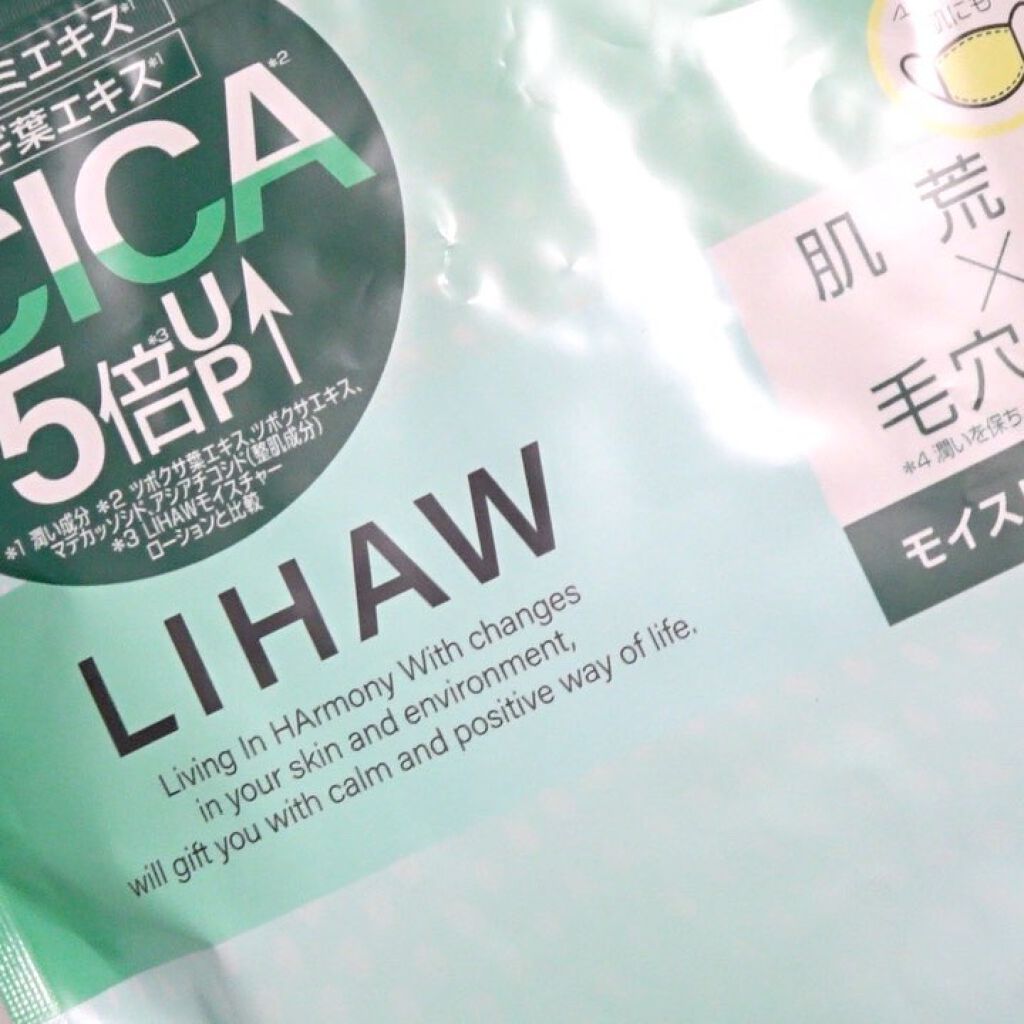 ミエキス*1
ギ葉エキス*1
CICA*2
5倍*3UP
*1 潤い成分 *2 ツボクサ葉エキス、ツボクサエキス、
マデカッソシド、アシアチコシド(整肌成分)
*3 LIHAWモイスチャー
ローションと比較
LIHAW
Living In HArmony With changes
in your skin and environment,
will gift you with calm and positive way of life.
肌にも
肌荒
×
毛穴
*4 潤いを保ち
モイス